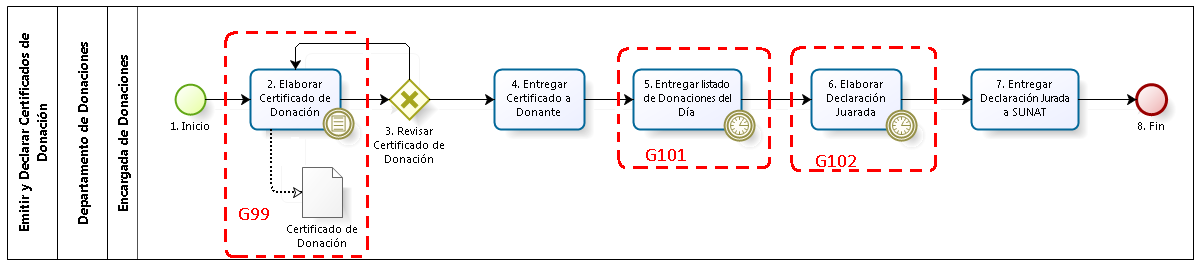 Emitir y Declarar Certificados de
Donación
Departamento de Donaciones
Encargada de Donaciones
1. Inicio
2. Elaborar
Certificado de
Donación
G99
Certificado de
Donación
3. Revisar
Certificado de
Donación
4. Entregar
Certificado a
Donante
5. Entregar listado
de Donaciones del
Día
G101
6. Elaborar
Declaración
Juarada
G102
7. Entregar
Declaración Jurada
a SUNAT
8. Fin